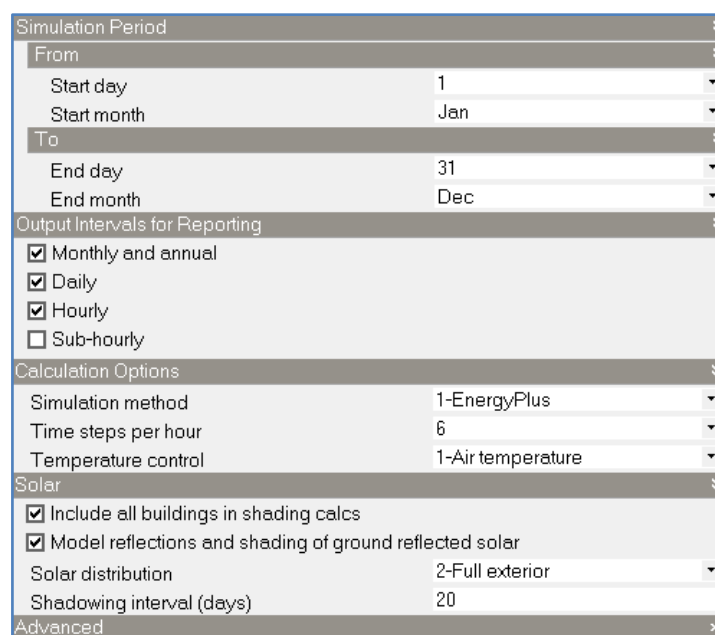 Simulation Period
From
Start day 1
Start month Jan
To
End day 31
End month Dec
Output Intervals for Reporting
Monthly and annual
Daily
Hourly
Sub-hourly
Calculation Options
Simulation method 1-EnergyPlus
Time steps per hour 6
Temperature control 1-Air temperature
Solar
Include all buildings in shading calcs
Model reflections and shading of ground reflected solar
Solar distribution 2-Full exterior
Shadowing interval (days) 20
Advanced